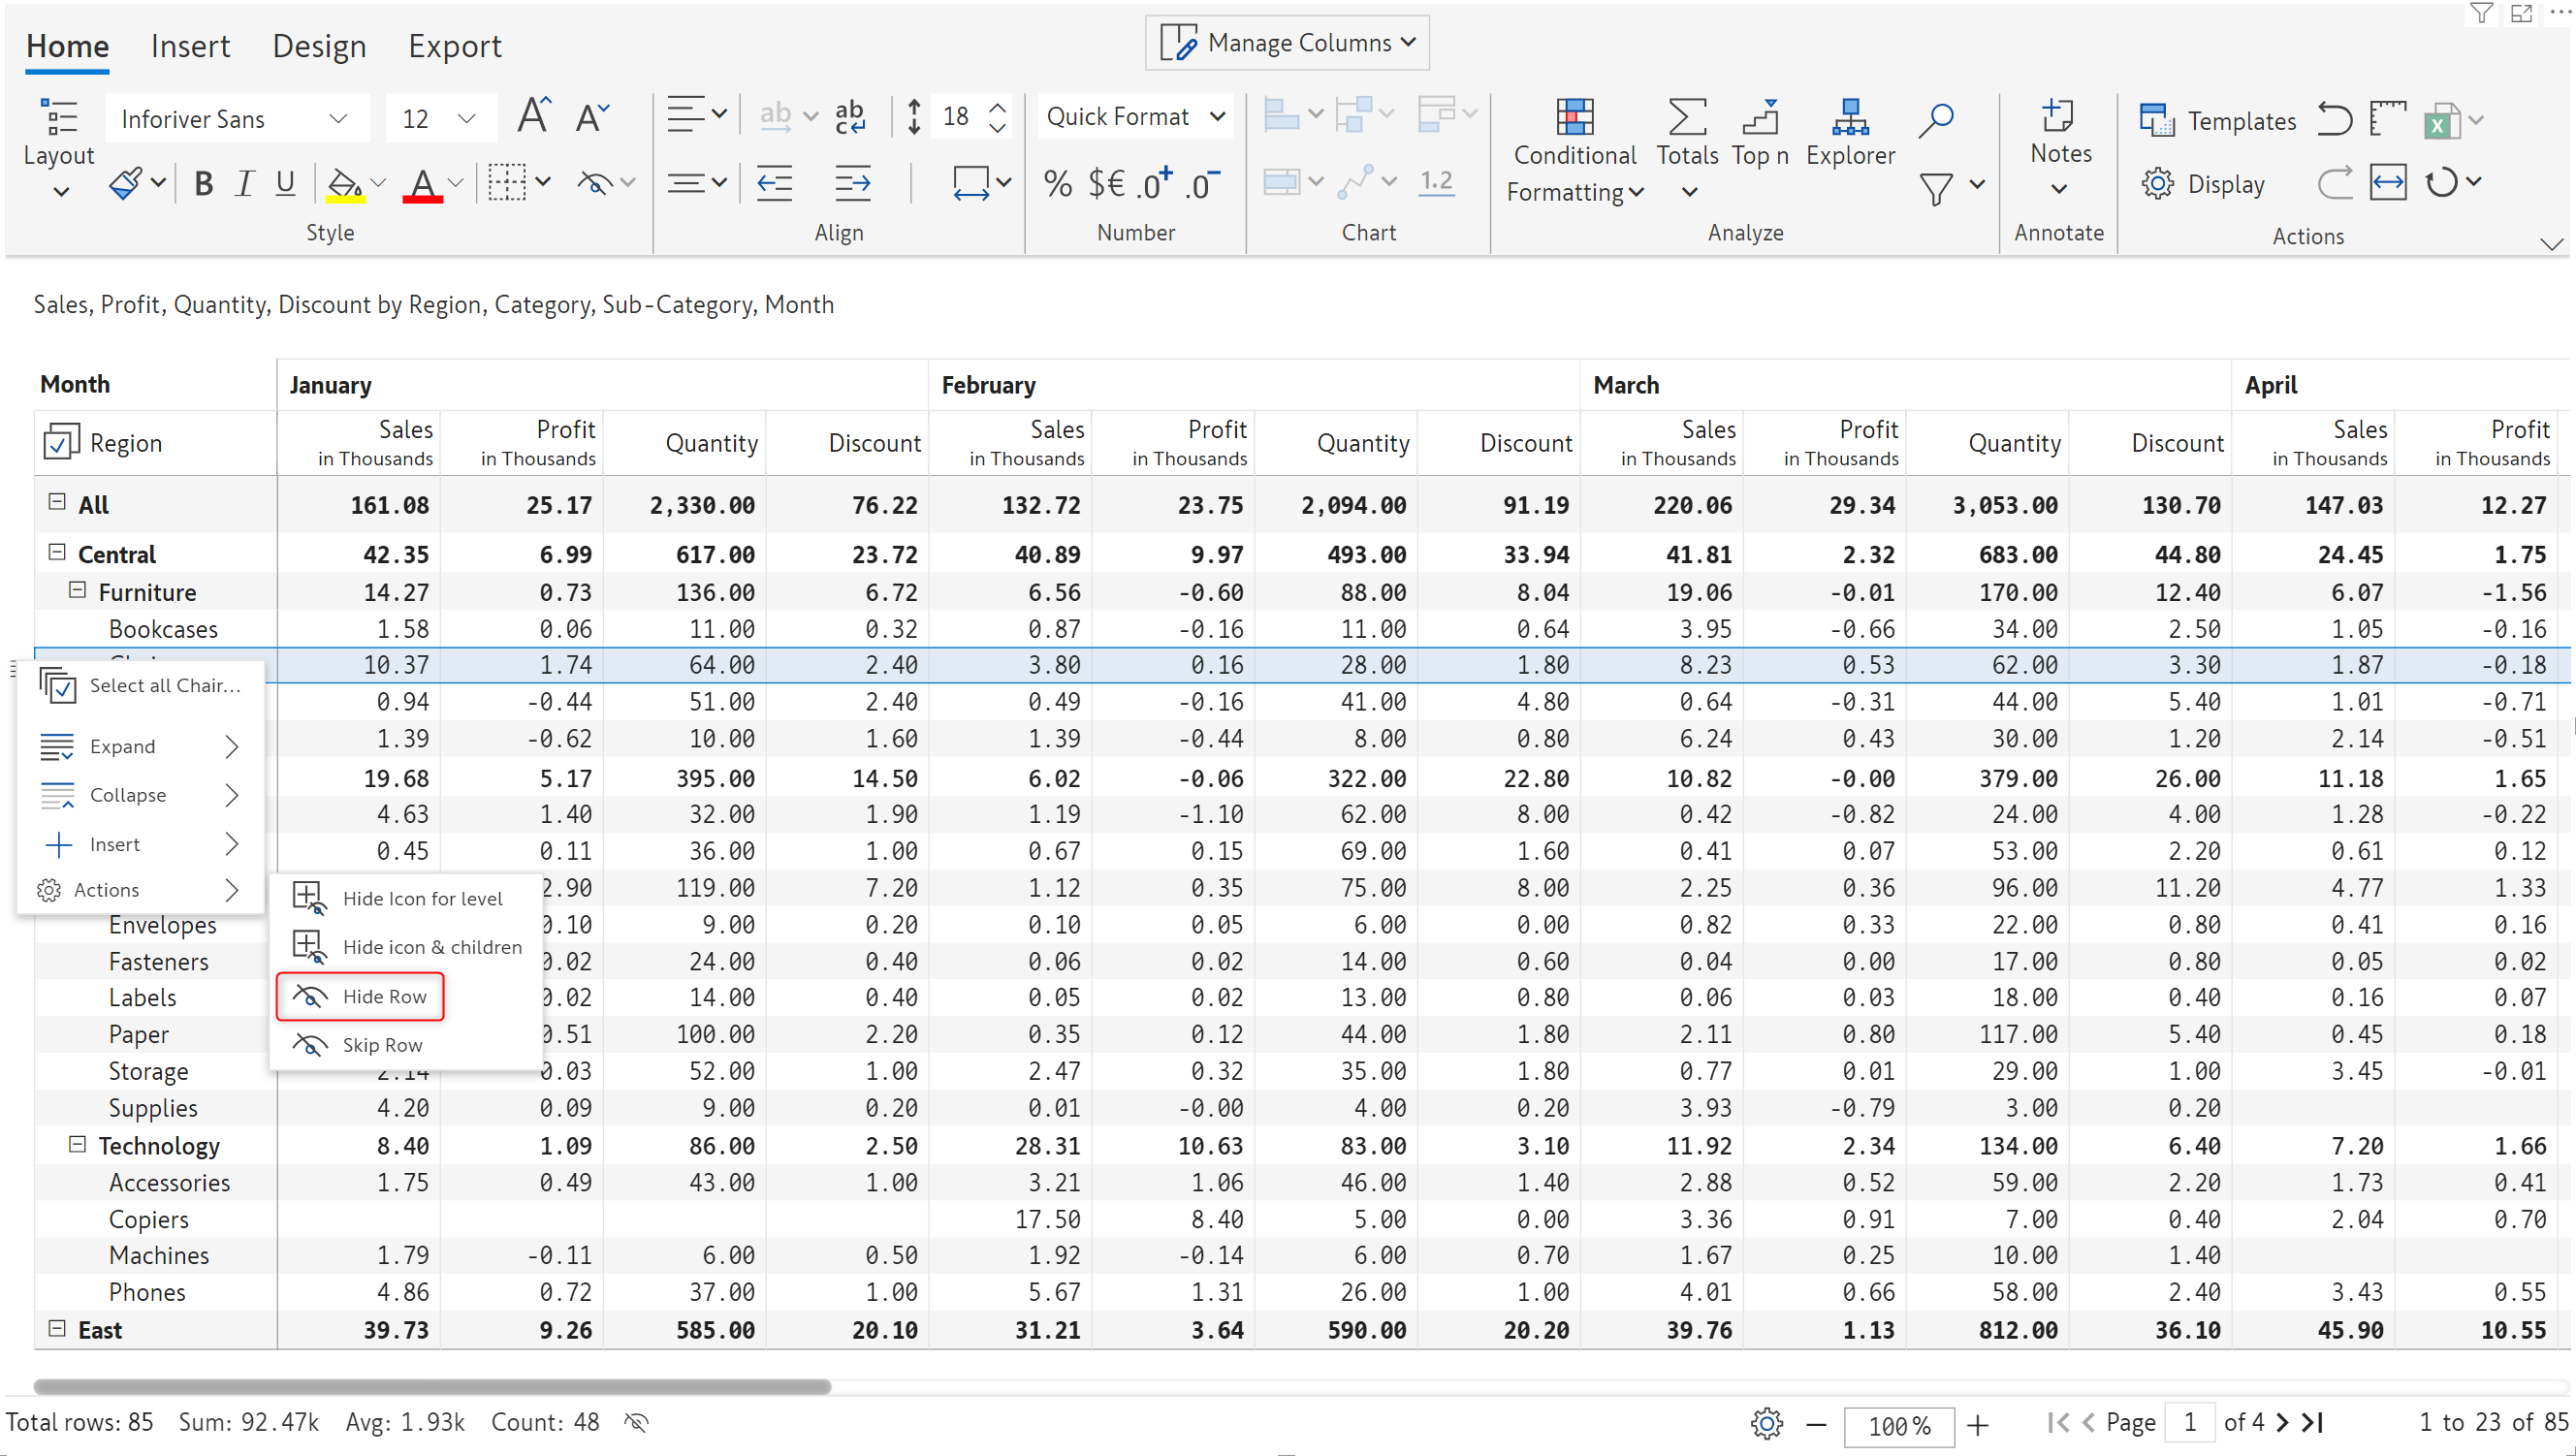 Home Insert Design Export Manage Columns
Inforiver Sans 12 A A ab ab c 18 Quick Format
Layout Conditional Formatting Totals Top n Explorer Notes Templates
B I U A % $€ .0+ .0- 1.2 Display
Style Align Number Chart Analyze Annotate Actions
Sales, Profit, Quantity, Discount by Region, Category, Sub-Category, Month
Month January February March April
Region Sales in Thousands Profit in Thousands Quantity Discount Sales in Thousands Profit in Thousands Quantity Discount Sales in Thousands Profit in Thousands Quantity Discount Sales in Thousands Profit in Thousands
All 161.08 25.17 2,330.00 76.22 132.72 23.75 2,094.00 91.19 220.06 29.34 3,053.00 130.70 147.03 12.27
Central 42.35 6.99 617.00 23.72 40.89 9.97 493.00 33.94 41.81 2.32 683.00 44.80 24.45 1.75
Furniture 14.27 0.73 136.00 6.72 6.56 -0.60 88.00 8.04 19.06 -0.01 170.00 12.40 6.07 -1.56
Bookcases 1.58 0.06 11.00 0.32 0.87 -0.16 11.00 0.64 3.95 -0.66 34.00 2.50 1.05 -0.16
10.37 1.74 64.00 2.40 3.80 0.16 28.00 1.80 8.23 0.53 62.00 3.30 1.87 -0.18
Select all Chair...
0.94 -0.44 51.00 2.40 0.49 -0.16 41.00 4.80 0.64 -0.31 44.00 5.40 1.01 -0.71
Expand 1.39 -0.62 10.00 1.60 1.39 -0.44 8.00 0.80 6.24 0.43 30.00 1.20 2.14 -0.51
Collapse 19.68 5.17 395.00 14.50 6.02 -0.06 322.00 22.80 10.82 -0.00 379.00 26.00 11.18 1.65
4.63 1.40 32.00 1.90 1.19 -1.10 62.00 8.00 0.42 -0.82 24.00 4.00 1.28 -0.22
Insert 0.45 0.11 36.00 1.00 0.67 0.15 69.00 1.60 0.41 0.07 53.00 2.20 0.61 0.12
Actions Hide Icon for level 2.90 119.00 7.20 1.12 0.35 75.00 8.00 2.25 0.36 96.00 11.20 4.77 1.33
Envelopes 0.10 9.00 0.20 0.10 0.05 6.00 0.00 0.82 0.33 22.00 0.80 0.41 0.16
Hide icon & children
Fasteners 0.02 24.00 0.40 0.06 0.02 14.00 0.60 0.04 0.00 17.00 0.80 0.05 0.02
Labels Hide Row 0.02 14.00 0.40 0.05 0.02 13.00 0.80 0.06 0.03 18.00 0.40 0.16 0.07
Paper Skip Row 0.51 100.00 2.20 0.35 0.12 44.00 1.80 2.11 0.80 117.00 5.40 0.45 0.18
Storage 2.14 0.03 52.00 1.00 2.47 0.32 35.00 1.80 0.77 0.01 29.00 1.00 3.45 -0.01
Supplies 4.20 0.09 9.00 0.20 0.01 -0.00 4.00 0.20 3.93 -0.79 3.00 0.20
Technology 8.40 1.09 86.00 2.50 28.31 10.63 83.00 3.10 11.92 2.34 134.00 6.40 7.20 1.66
Accessories 1.75 0.49 43.00 1.00 3.21 1.06 46.00 1.40 2.88 0.52 59.00 2.20 1.73 0.41
Copiers 17.50 8.40 5.00 0.00 3.36 0.91 7.00 0.40 2.04 0.70
Machines 1.79 -0.11 6.00 0.50 1.92 -0.14 6.00 0.70 1.67 0.25 10.00 1.40
Phones 4.86 0.72 37.00 1.00 5.67 1.31 26.00 1.00 4.01 0.66 58.00 2.40 3.43 0.55
East 39.73 9.26 585.00 20.10 31.21 3.64 590.00 20.20 39.76 1.13 812.00 36.10 45.90 10.55
Total rows: 85 Sum: 92.47k Avg: 1.93k Count: 48 100% Page 1 of 4 1 to 23 of 85